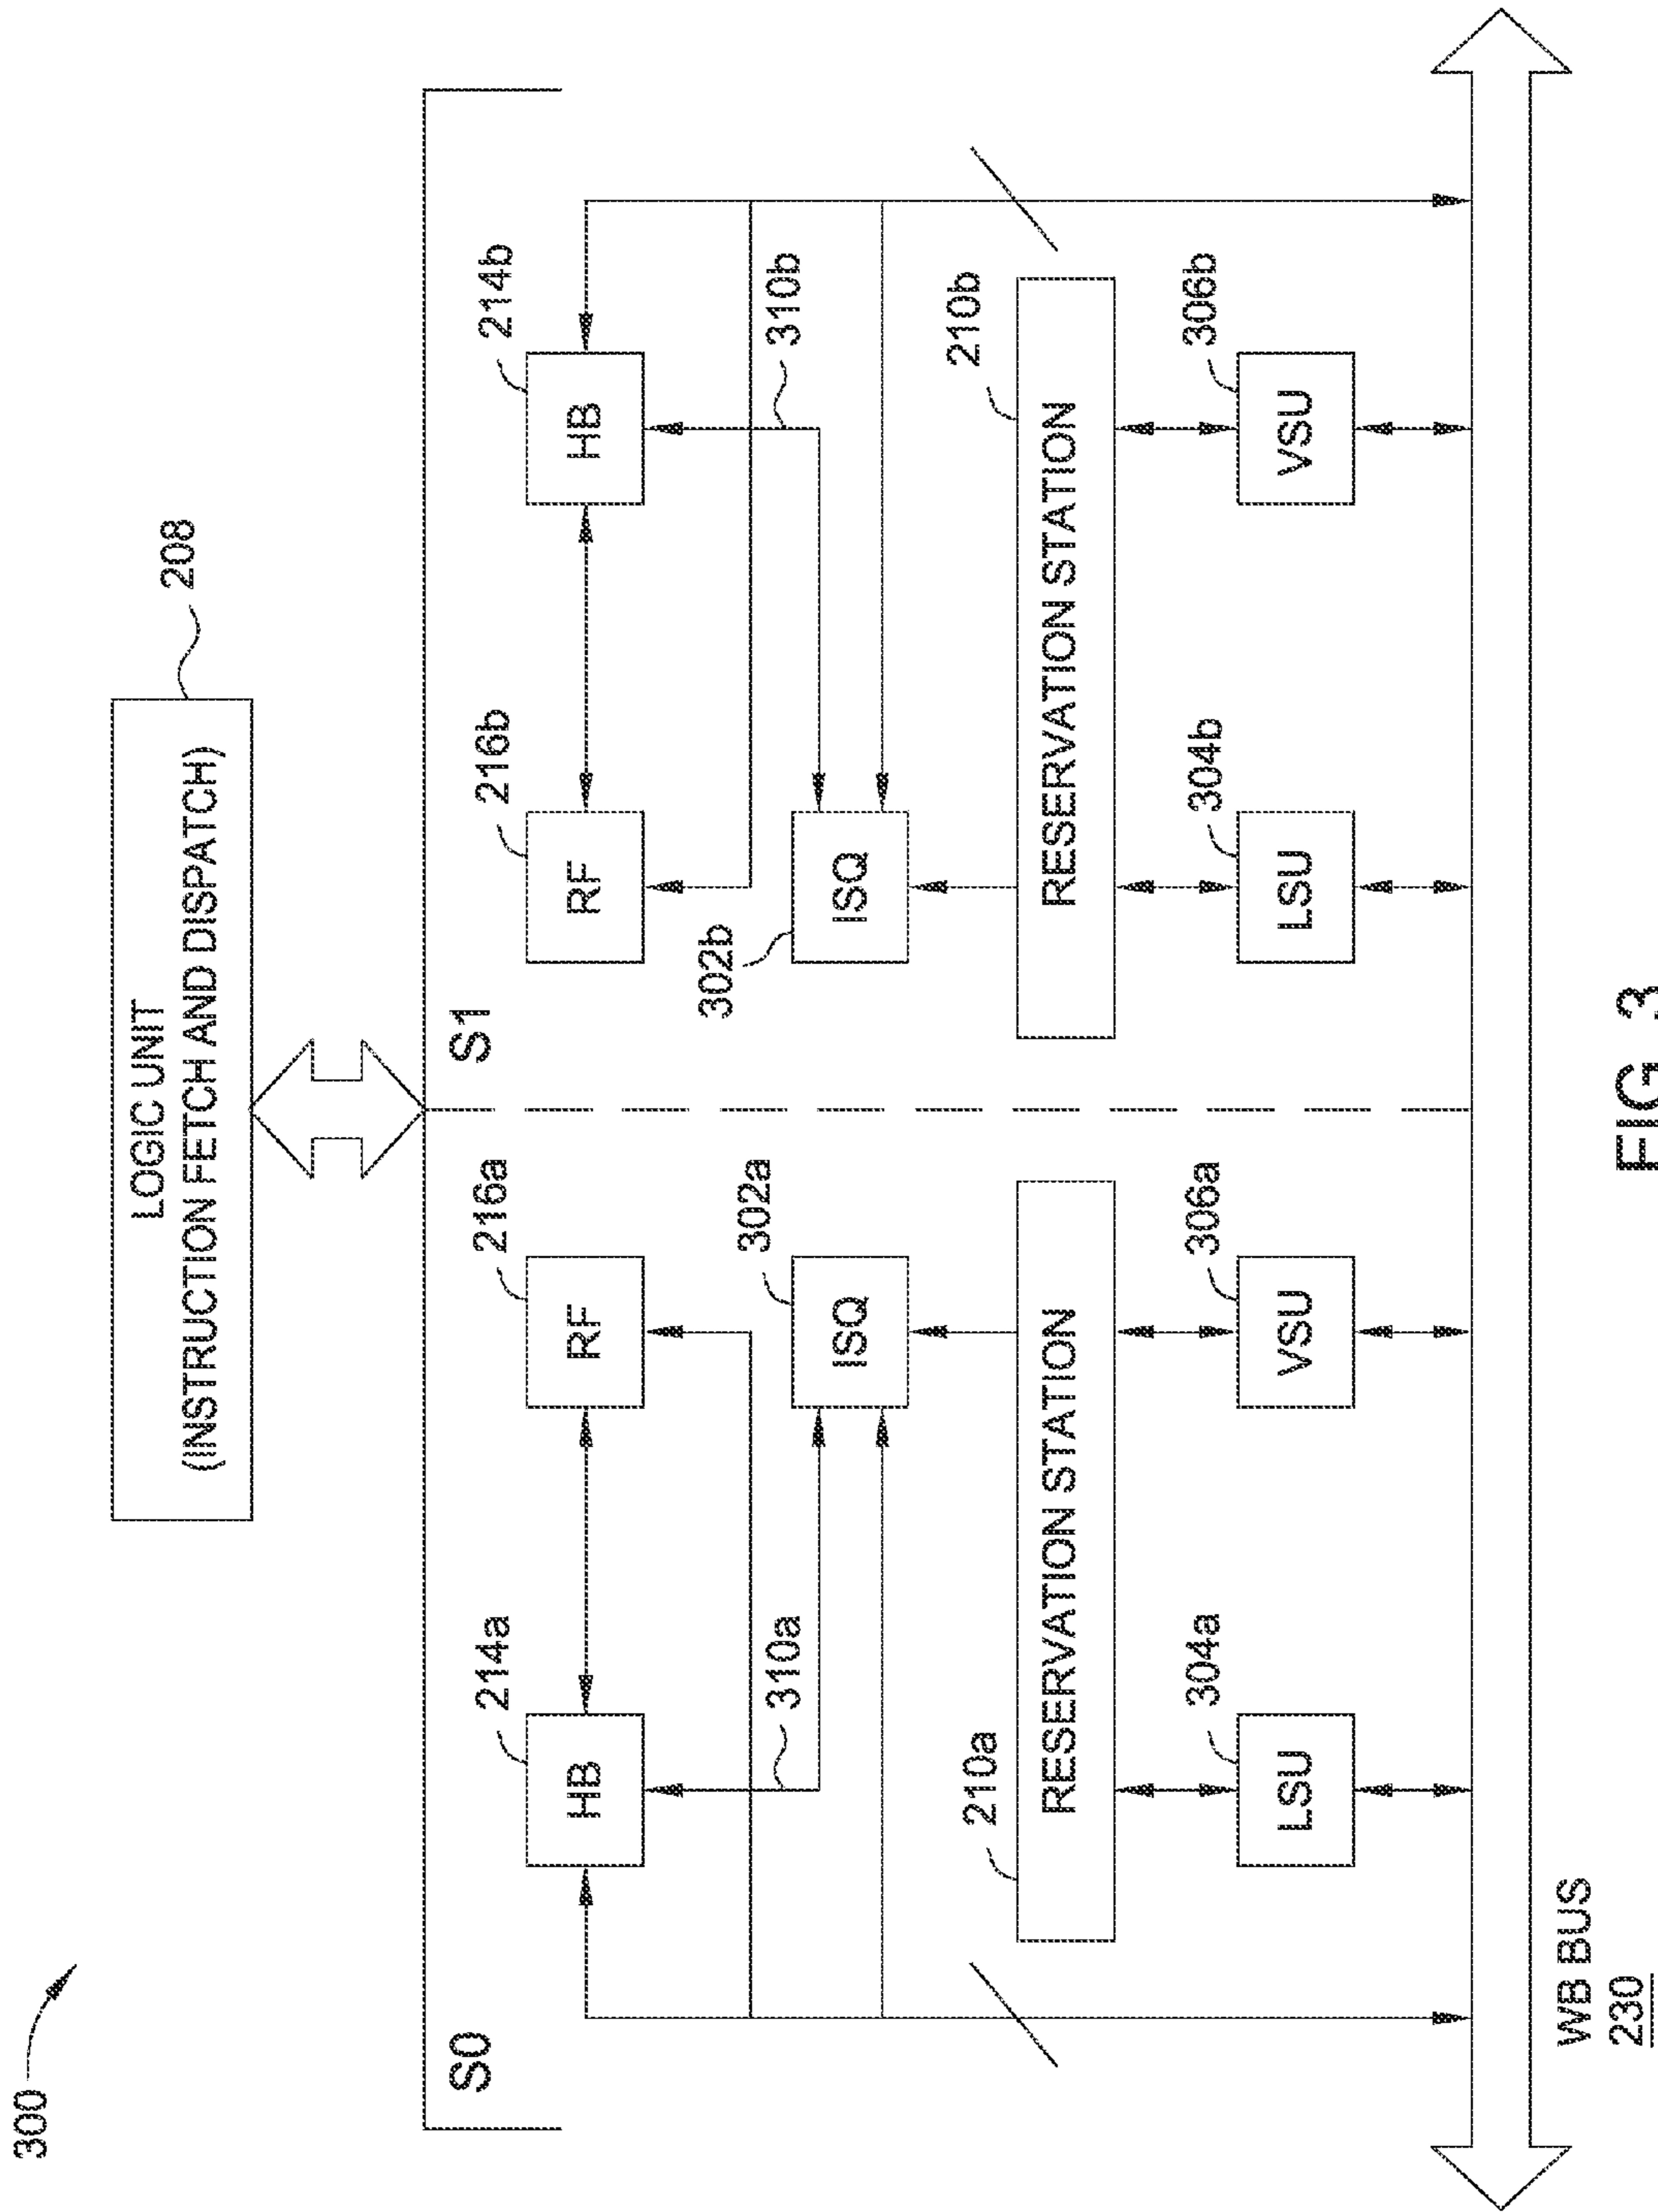 300
LOGIC UNIT
(INSTRUCTION FETCH AND DISPATCH)
208
S0
S1
214a
216a
216b
214b
HB
RF
RF
HB
310a
302a
302b
310b
ISQ
ISQ
210a
210b
RESERVATION STATION
RESERVATION STATION
304a
306a
304b
306b
LSU
VSU
LSU
VSU
WB BUS
230
FIG. 3